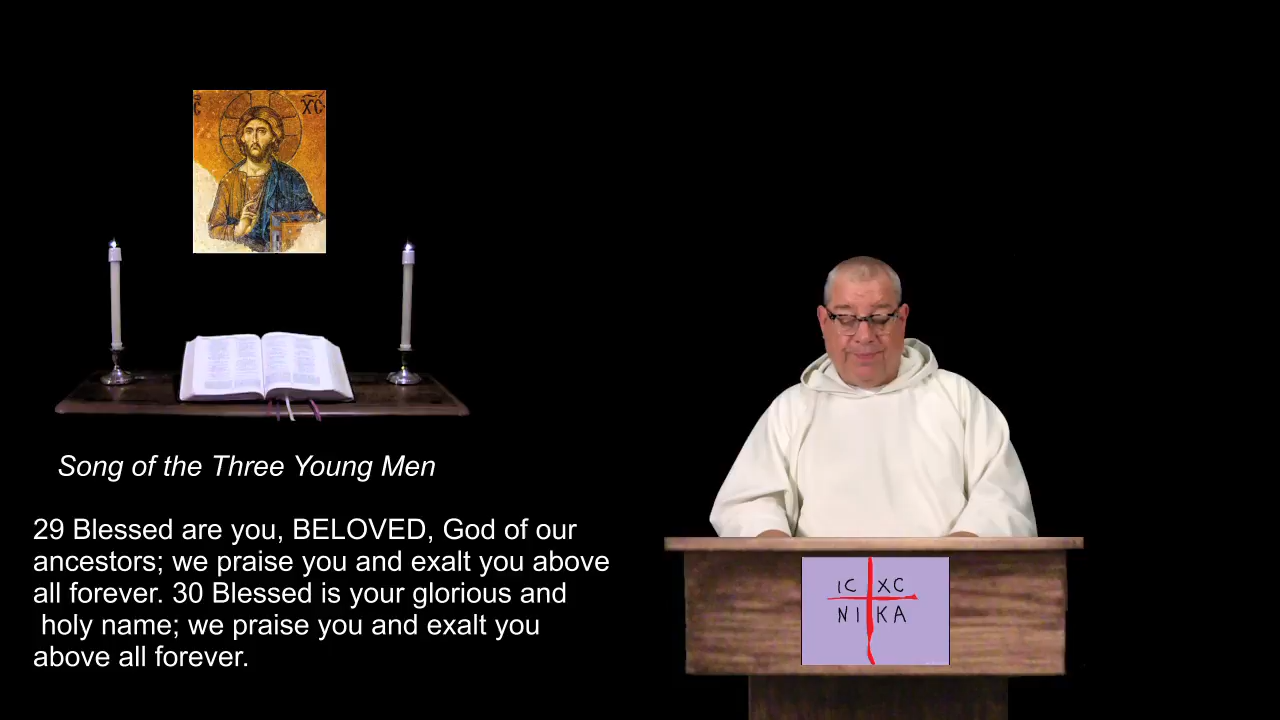 XC
Song of the Three Young Men
29 Blessed are you, BELOVED, God of our
ancestors; we praise you and exalt you above
all forever. 30 Blessed is your glorious and
holy name; we praise you and exalt you
above all forever.
IC XC
NI KA